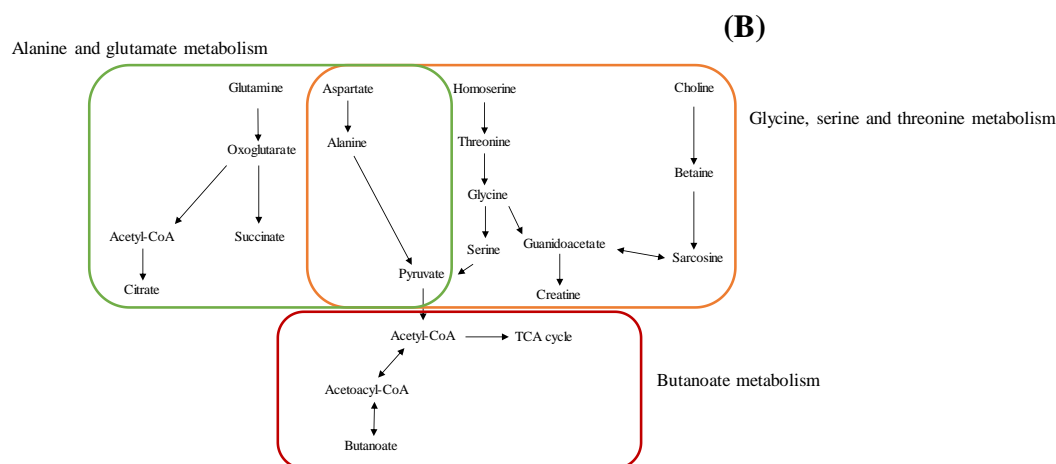 (B)
Alanine and glutamate metabolism
Glutamine
Aspartate
Homoserine
Choline
Glycine, serine and threonine metabolism
Alanine
Threonine
Oxoglutarate
Betaine
Glycine
Acetyl-CoA
Succinate
Serine
Guanidoacetate
Sarcosine
Pyruvate
Citrate
Creatine
Acetyl-CoA
TCA cycle
Butanoate metabolism
Acetoacyl-CoA
Butanoate